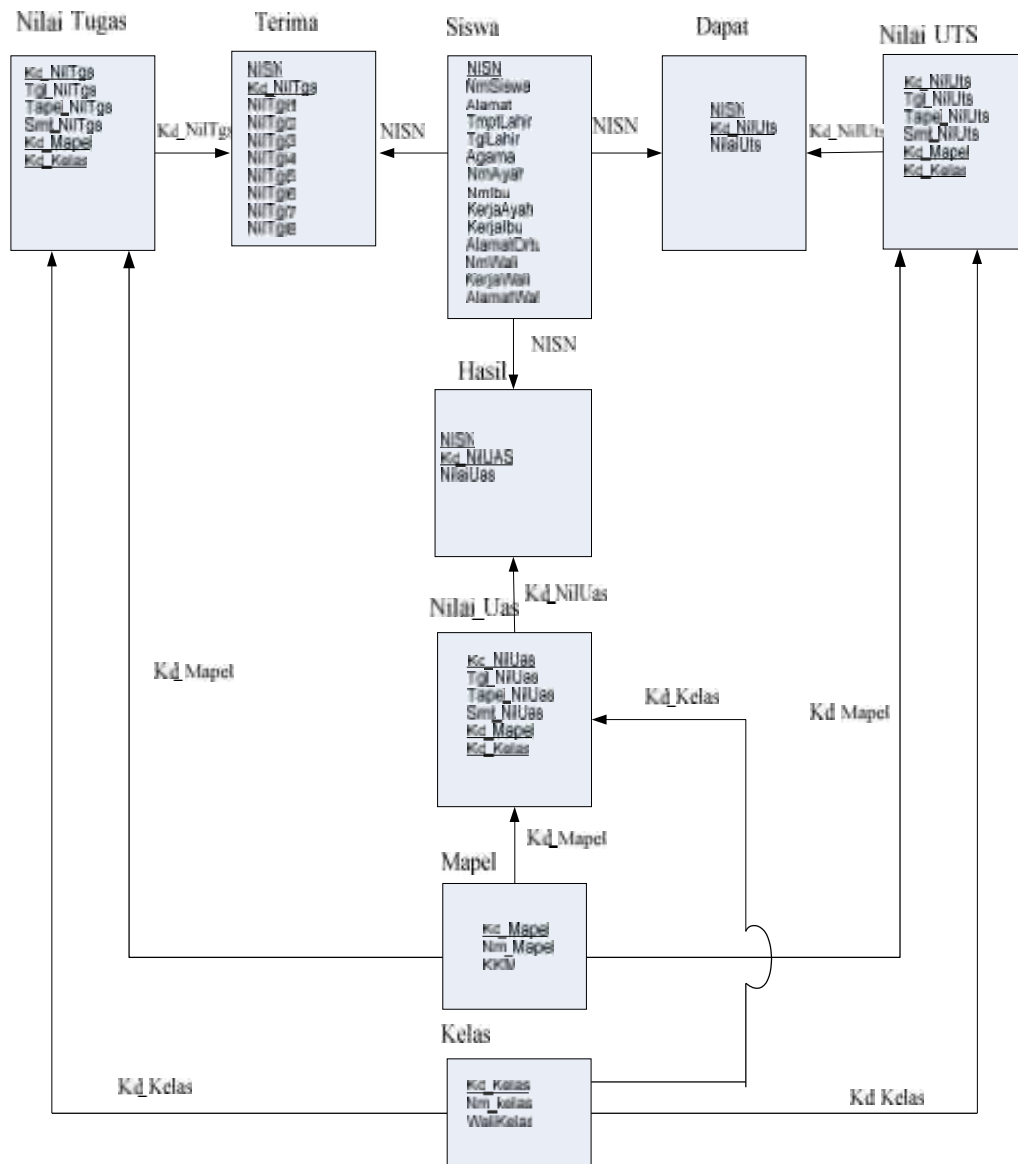 Nilai Tugas
Kd_NilTgs
Tgl_NilTgs
Tapel_NilTgs
Smt_NilTgs
Kd_Mapel
Kd_Kelas
Kd_NilTgs
Terima
NISN
Kd_NilTgs
NilTgs1
NilTgs2
NilTgs3
NilTgs4
NilTgs5
NilTgs6
NilTgs7
NilTgs8
NISN
Siswa
NISN
NmSiswa
Alamat
TmptLahir
TglLahir
Agama
NmAyah
NmIbu
KerjaAyah
KerjaIbu
AlamatOrtu
NmWali
KerjaWali
AlamatWal
NISN
Dapat
NISN
Kd_NilUts
NilaiUts
Kd_NilUts
Nilai UTS
Kd_NilUts
Tgl_NilUts
Tapel_NilUts
Smt_NilUts
Kd_Mapel
Kd_Kelas
NISN
Hasil
NISN
Kd_NilUAS
NilaiUas
Kd_NilUas
Nilai_Uas
Kd_NilUas
Tgl_NilUas
Tapel_NilUas
Smt_NilUas
Kd_Mapel
Kd_Kelas
Kd_Mapel
Kd_Kelas
Kd Mapel
Kd_Mapel
Mapel
Kd_Mapel
Nm_Mapel
KKM
Kelas
Kd_Kelas
Nm_kelas
WaliKelas
Kd_Kelas
Kd Kelas